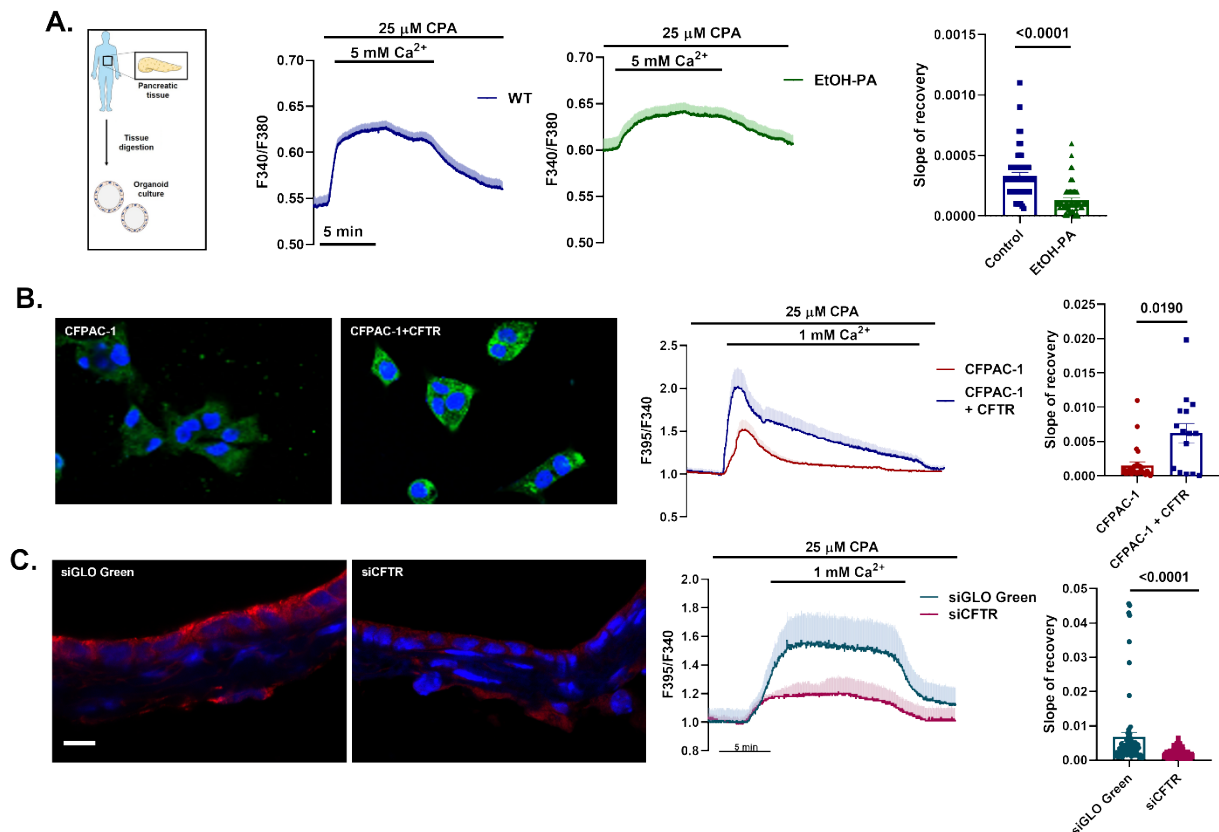 A.
Pancreatic
tissue
Tissue
digestion
Organoid
culture
25 μM CPA
5 mM Ca²⁺
0.70
0.65
0.60
0.55
0.50
F340/F380
WT
5 min
25 μM CPA
5 mM Ca²⁺
0.70
0.65
0.60
0.55
0.50
F340/F380
EtOH-PA
<0.0001
0.0015
0.0010
0.0005
0.0000
Slope of recovery
Control
EtOH-PA
B.
CFPAC-1
CFPAC-1+CFTR
25 μM CPA
1 mM Ca²⁺
2.5
2.0
1.5
1.0
0.5
F395/F340
CFPAC-1
CFPAC-1
+ CFTR
0.0190
0.025
0.020
0.015
0.010
0.005
0.000
Slope of recovery
CFPAC-1
CFPAC-1 + CFTR
C.
siGLO Green
siCFTR
25 μM CPA
1 mM Ca²⁺
2.0
1.8
1.6
1.4
1.2
1.0
0.8
F395/F340
siGLO Green
siCFTR
5 min
<0.0001
0.05
0.04
0.03
0.02
0.01
0.00
Slope of recovery
siGLO Green
siCFTR